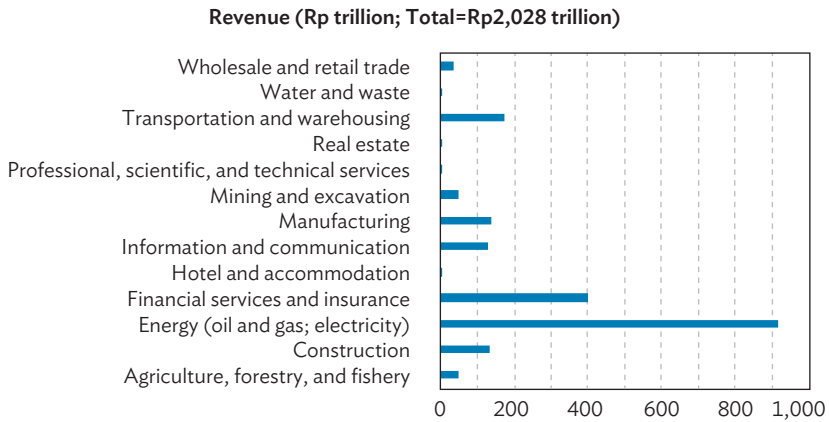 Revenue (Rp trillion; Total=Rp2,028 trillion)
Wholesale and retail trade
Water and waste
Transportation and warehousing
Real estate
Professional, scientific, and technical services
Mining and excavation
Manufacturing
Information and communication
Hotel and accommodation
Financial services and insurance
Energy (oil and gas; electricity)
Construction
Agriculture, forestry, and fishery
0 200 400 600 800 1,000